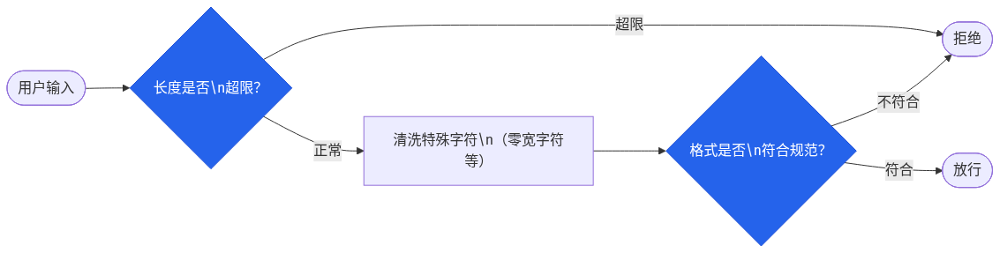 用户输入
长度是否\n超限？
超限
正常
清洗特殊字符\n（零宽字符
等）
格式是否\n符合规范？
不符合
符合
拒绝
放行